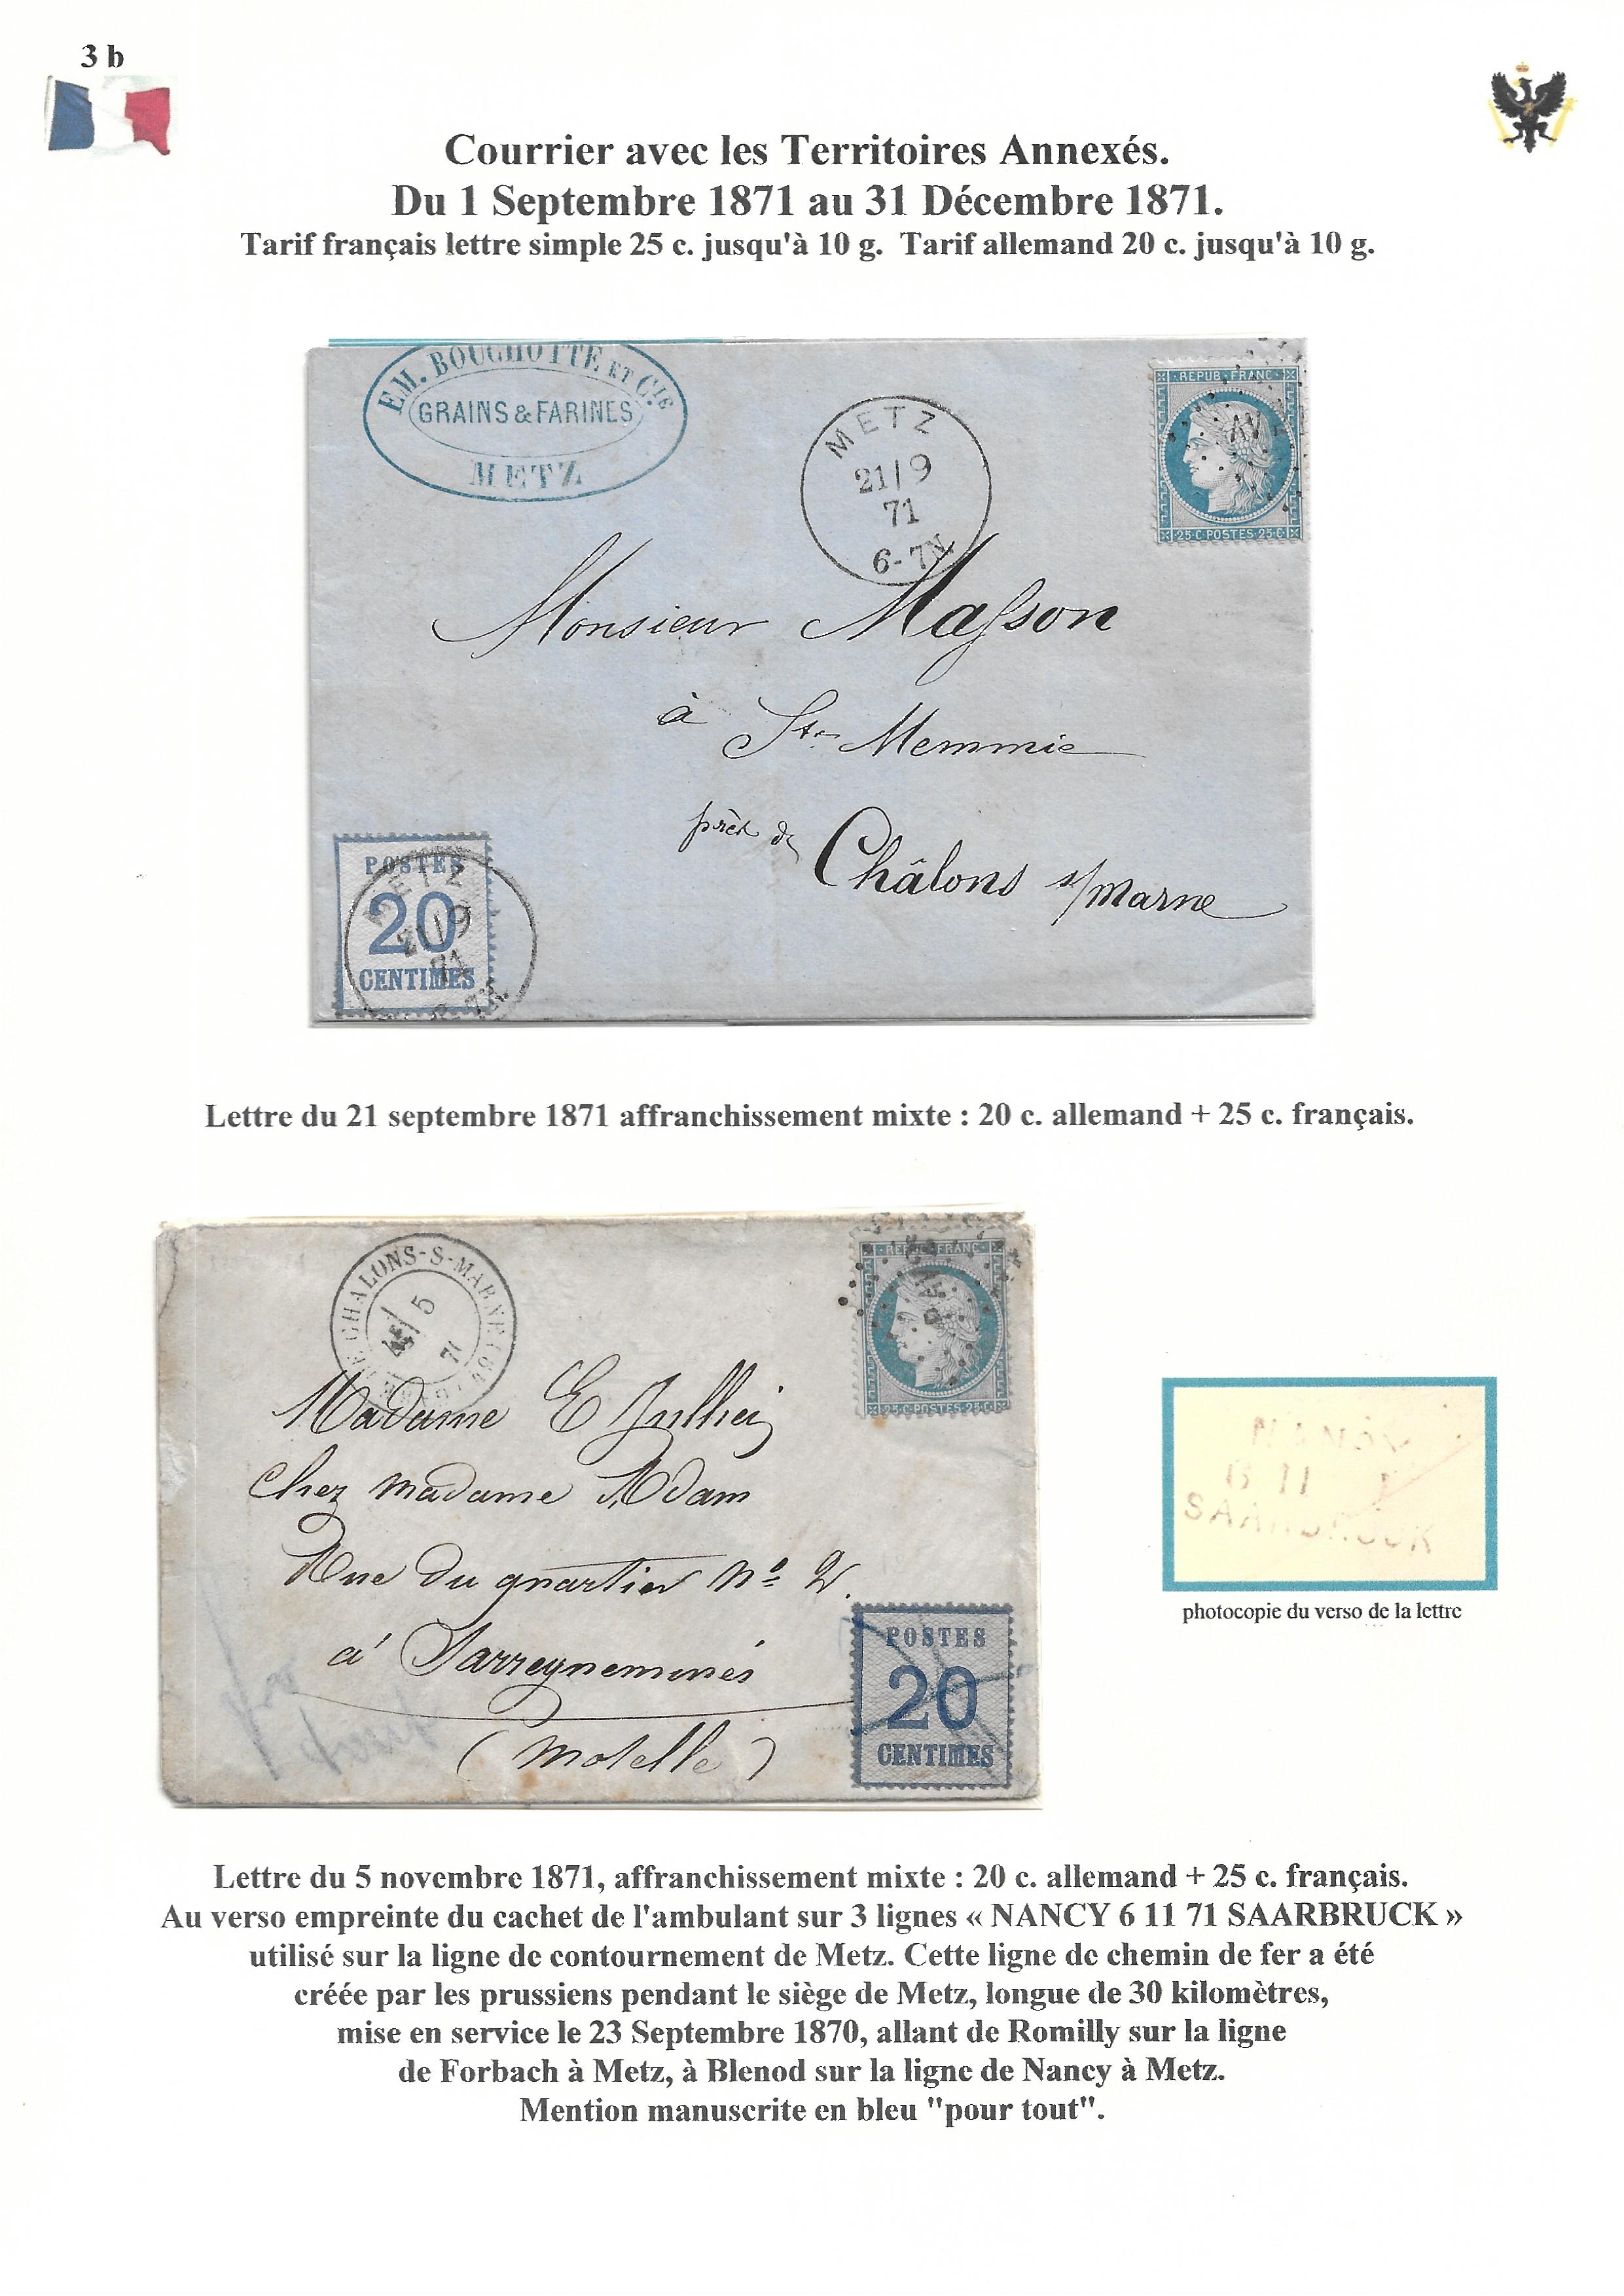 3 b
Courrier avec les Territoires Annexés.
Du 1 Septembre 1871 au 31 Décembre 1871.
Tarif français lettre simple 25 c. jusqu'à 10 g. Tarif allemand 20 c. jusqu'à 10 g.
EM. BOUCHOTTE ET Cie
GRAINS & FARINES
METZ
METZ
21/9
71
6-7N
REPUB FRANC
25 C POSTES 25 C
Monsieur Masson
à Ste Memmie
près de Châlons s/ Marne
POSTES
20
CENTIMES
METZ
21/9
71
Lettre du 21 septembre 1871 affranchissement mixte : 20 c. allemand + 25 c. français.
CHALONS-S-MARNE
5
71
REPUB FRANC
25 C POSTES 25 C
Madame E
Chez madame Adam
Rue du quartier No 2.
à Sarreguemines
(Moselle)
POSTES
20
CENTIMES
NANCY
6 11
SAARBRUCK
photocopie du verso de la lettre
Lettre du 5 novembre 1871, affranchissement mixte : 20 c. allemand + 25 c. français.
Au verso empreinte du cachet de l'ambulant sur 3 lignes « NANCY 6 11 71 SAARBRUCK »
utilisé sur la ligne de contournement de Metz. Cette ligne de chemin de fer a été
créée par les prussiens pendant le siège de Metz, longue de 30 kilomètres,
mise en service le 23 Septembre 1870, allant de Romilly sur la ligne
de Forbach à Metz, à Blenod sur la ligne de Nancy à Metz.
Mention manuscrite en bleu "pour tout".